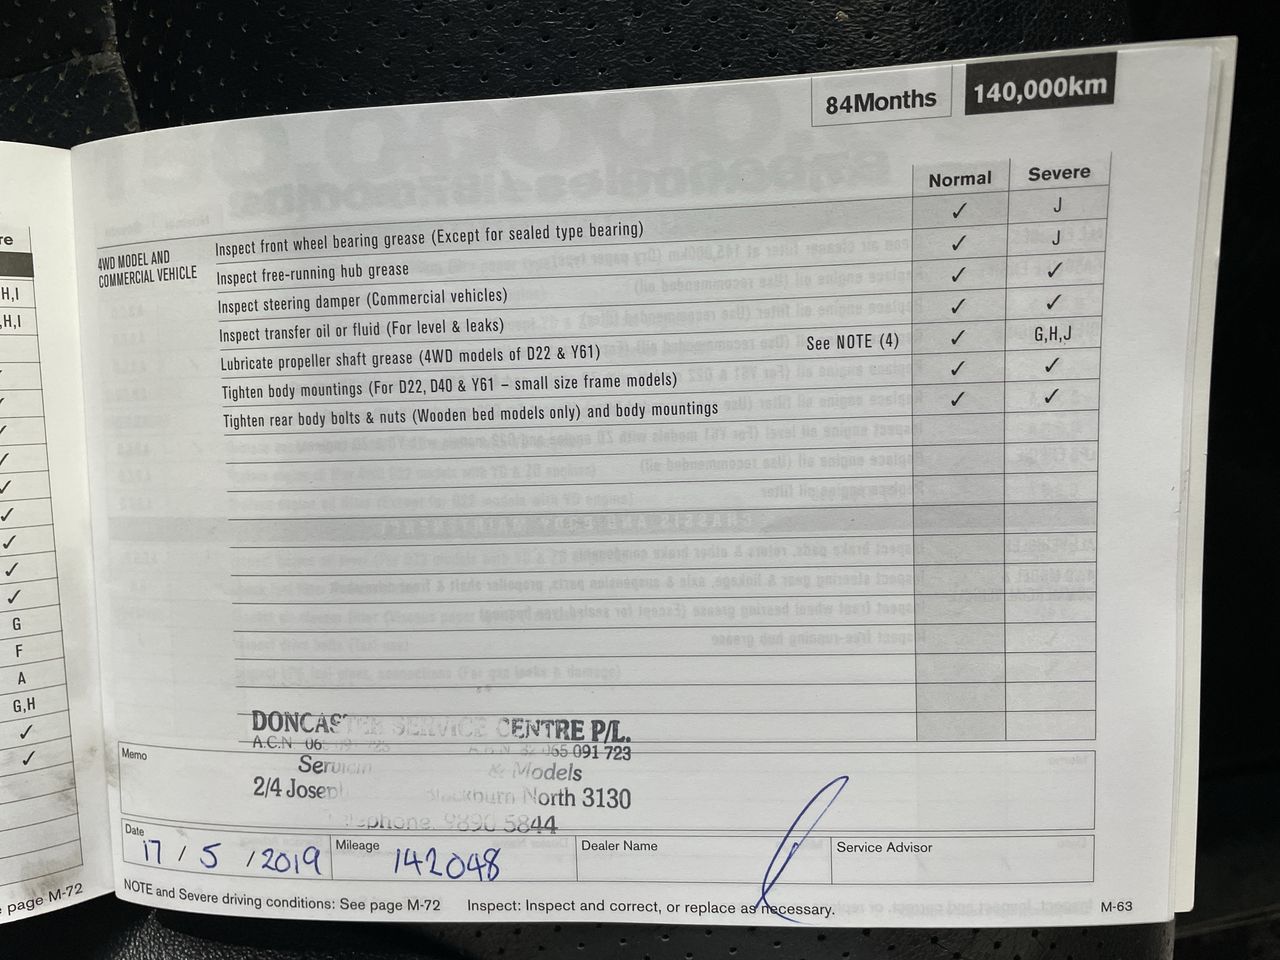 84Months 140,000km
Normal Severe
4WD MODEL AND COMMERCIAL VEHICLE
Inspect front wheel bearing grease (Except for sealed type bearing) ✓ J
Inspect free-running hub grease ✓ J
Inspect steering damper (Commercial vehicles) ✓ ✓
Inspect transfer oil or fluid (For level & leaks) ✓ ✓
Lubricate propeller shaft grease (4WD models of D22 & Y61) See NOTE (4) ✓ G,H,J
Tighten body mountings (For D22, D40 & Y61 – small size frame models) ✓ ✓
Tighten rear body bolts & nuts (Wooden bed models only) and body mountings ✓ ✓
DONCASTER SERVICE CENTRE P/L.
A.C.N 065 091 723
& Models
2/4 Joseph Blackburn North 3130
Telephone. 9890 5844
Memo
Date 17 / 5 / 2019
Mileage 142048
Dealer Name
Service Advisor
NOTE and Severe driving conditions: See page M-72 Inspect: Inspect and correct, or replace as necessary.
M-63
re
H,I
,H,I
✓
✓
✓
✓
✓
✓
✓
✓
✓
G
F
A
G,H
✓
✓
page M-72